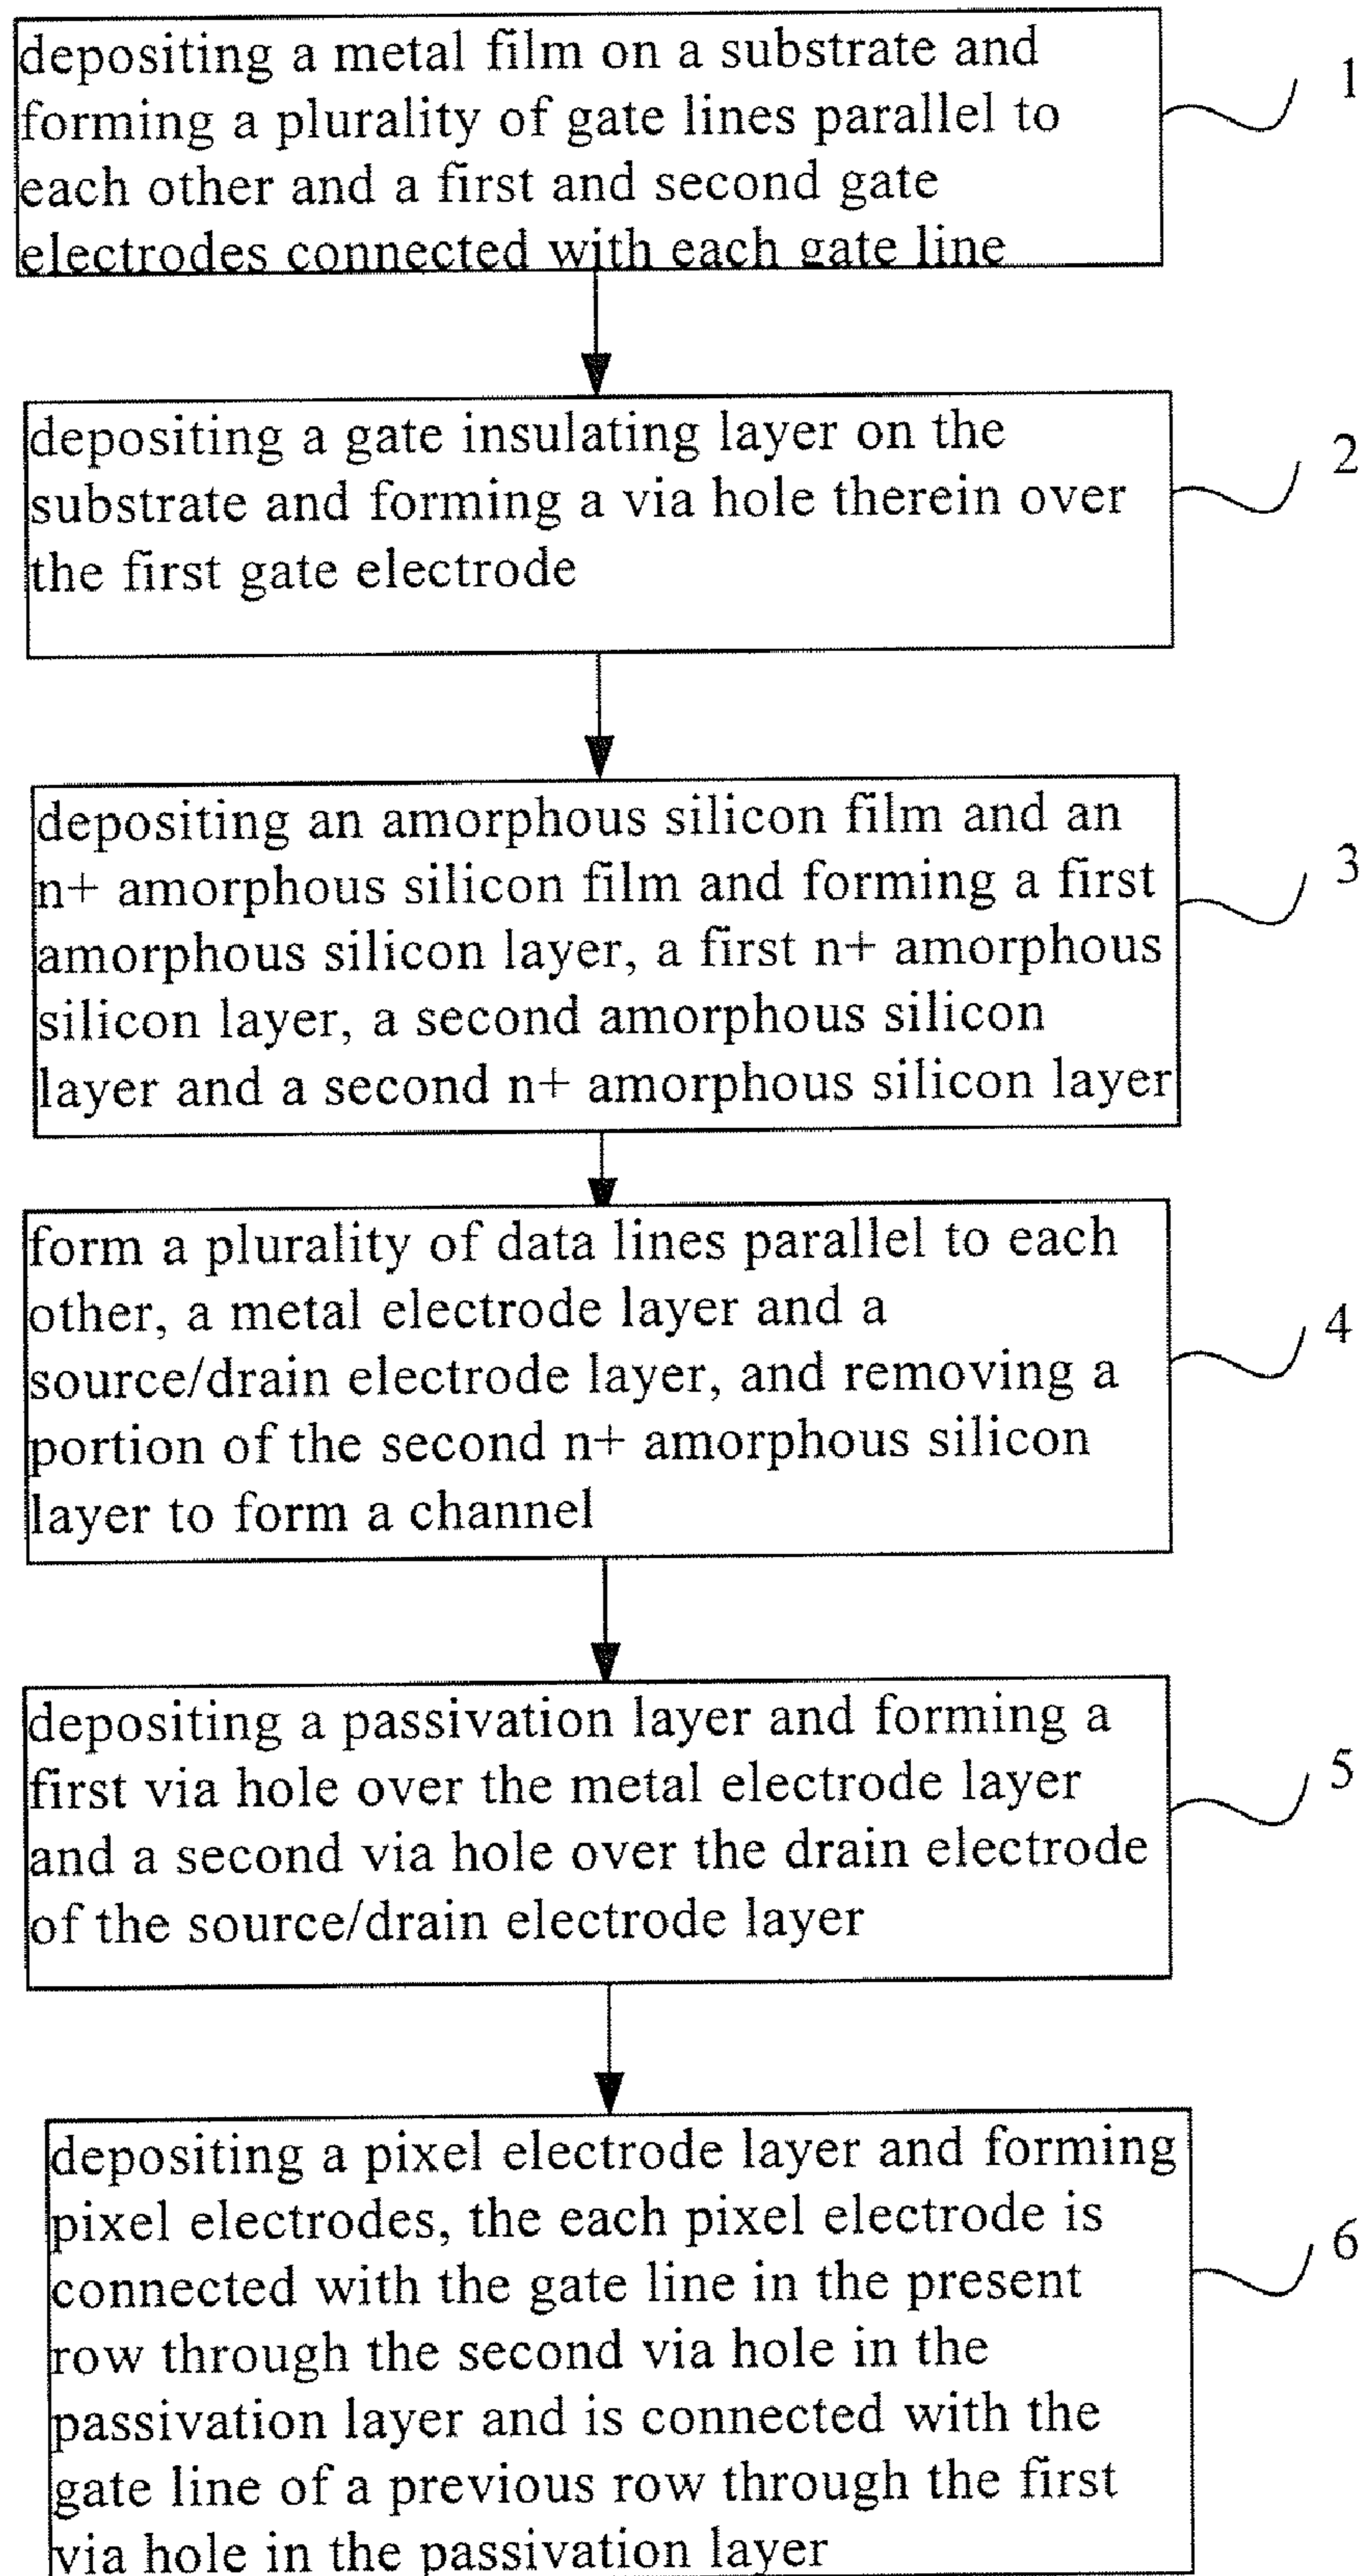 depositing a metal film on a substrate and
forming a plurality of gate lines parallel to
each other and a first and second gate
electrodes connected with each gate line
1
depositing a gate insulating layer on the
substrate and forming a via hole therein over
the first gate electrode
2
depositing an amorphous silicon film and an
n+ amorphous silicon film and forming a first
amorphous silicon layer, a first n+ amorphous
silicon layer, a second amorphous silicon
layer and a second n+ amorphous silicon layer
3
form a plurality of data lines parallel to each
other, a metal electrode layer and a
source/drain electrode layer, and removing a
portion of the second n+ amorphous silicon
layer to form a channel
4
depositing a passivation layer and forming a
first via hole over the metal electrode layer
and a second via hole over the drain electrode
of the source/drain electrode layer
5
depositing a pixel electrode layer and forming
pixel electrodes, the each pixel electrode is
connected with the gate line in the present
row through the second via hole in the
passivation layer and is connected with the
gate line of a previous row through the first
via hole in the passivation layer
6